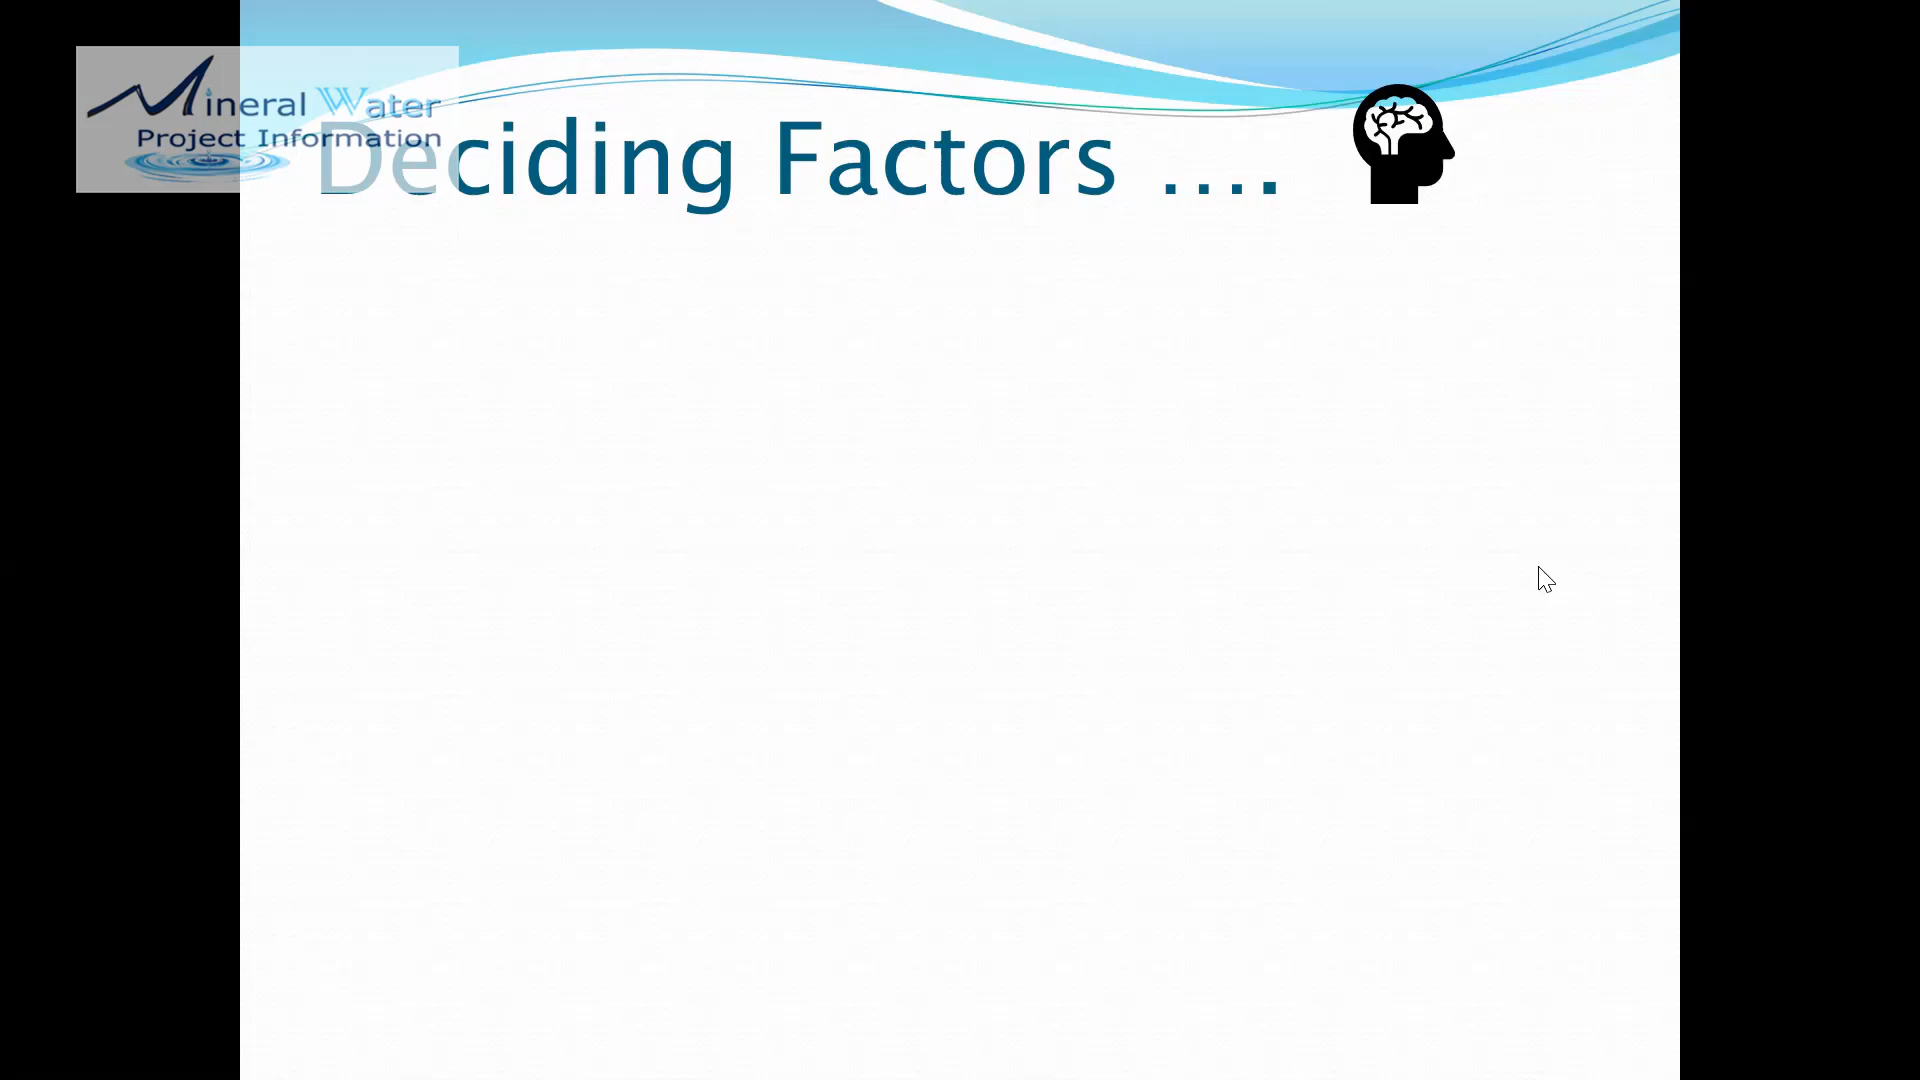 Mineral Water
Project Information
Deciding Factors ....